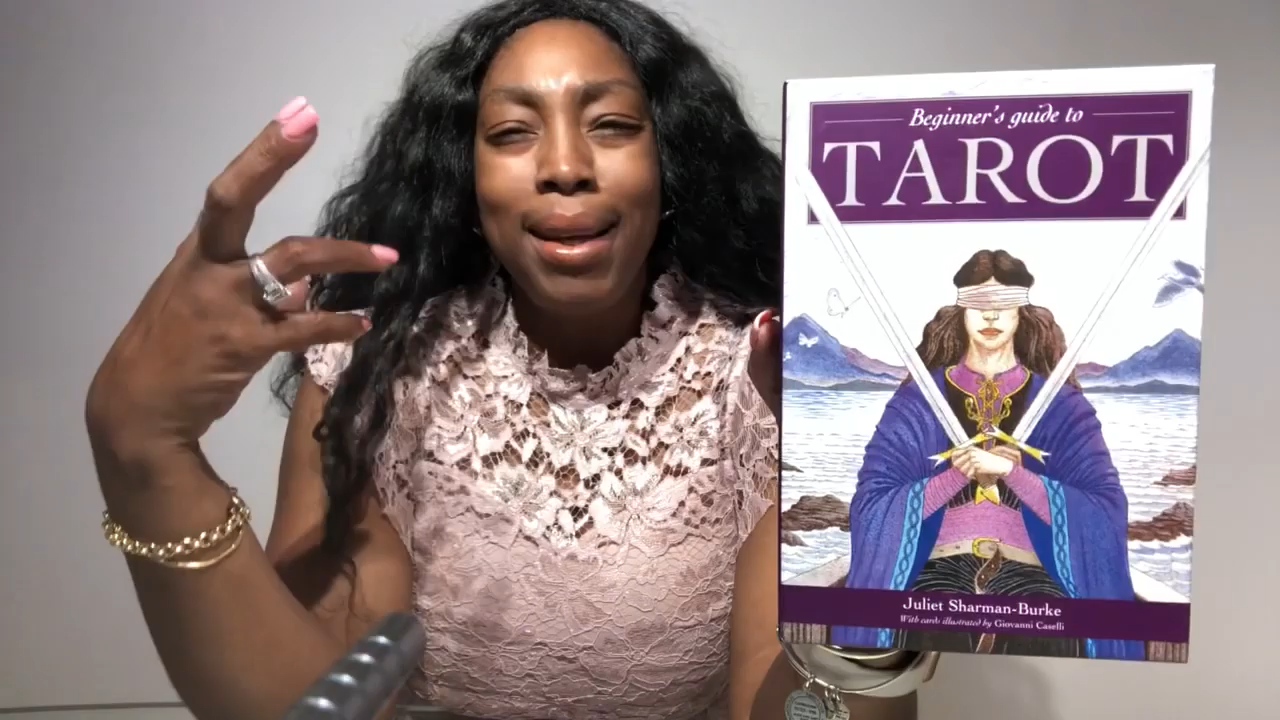 Beginner's guide to
TAROT
Juliet Sharman-Burke
With cards illustrated by Giovanni Caselli